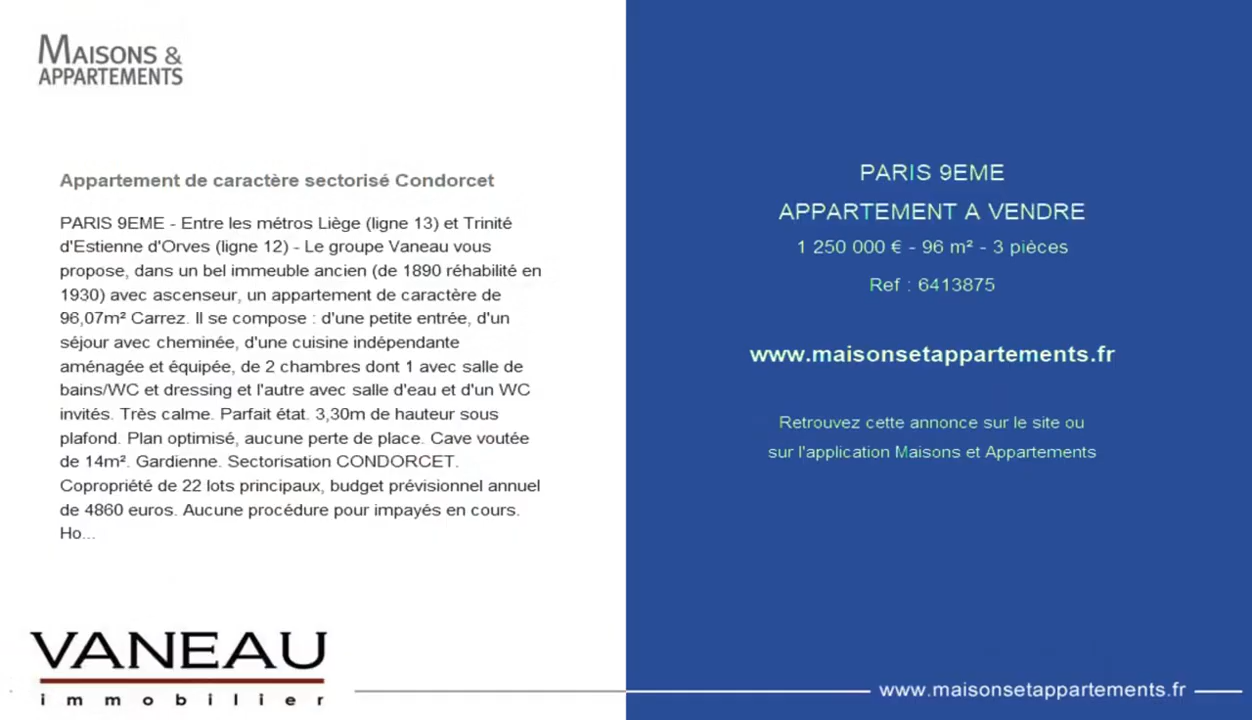 MAISONS &
APPARTEMENTS
Appartement de caractère sectorisé Condorcet
PARIS 9EME - Entre les métros Liège (ligne 13) et Trinité
d'Estienne d'Orves (ligne 12) - Le groupe Vaneau vous
propose, dans un bel immeuble ancien (de 1890 réhabilité en
1930) avec ascenseur, un appartement de caractère de
96,07m² Carrez. Il se compose : d'une petite entrée, d'un
séjour avec cheminée, d'une cuisine indépendante
aménagée et équipée, de 2 chambres dont 1 avec salle de
bains/WC et dressing et l'autre avec salle d'eau et d'un WC
invités. Très calme. Parfait état. 3,30m de hauteur sous
plafond. Plan optimisé, aucune perte de place. Cave voutée
de 14m². Gardienne. Sectorisation CONDORCET.
Copropriété de 22 lots principaux, budget prévisionnel annuel
de 4860 euros. Aucune procédure pour impayés en cours.
Ho...
VANEAU
immobilier
PARIS 9EME
APPARTEMENT A VENDRE
1 250 000 € - 96 m² - 3 pièces
Ref : 6413875
www.maisonsetappartements.fr
Retrouvez cette annonce sur le site ou
sur l'application Maisons et Appartements
www.maisonsetappartements.fr